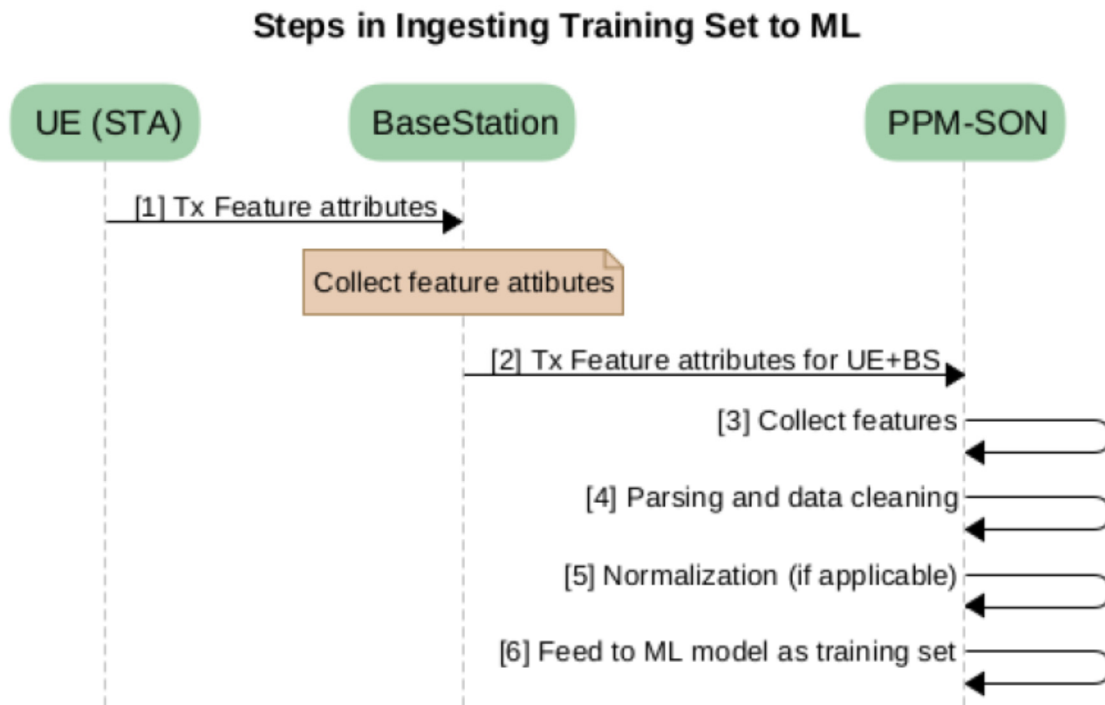 Steps in Ingesting Training Set to ML
UE (STA)
BaseStation
PPM-SON
[1] Tx Feature attributes
Collect feature attibutes
[2] Tx Feature attributes for UE+BS
[3] Collect features
[4] Parsing and data cleaning
[5] Normalization (if applicable)
[6] Feed to ML model as training set